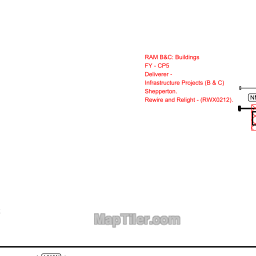 RAM B&C: Buildings
FY - CP5
Deliverer -
Infrastructure Projects (B & C)
Shepperton.
Rewire and Relight - (RWX0212).
MapTiler.com